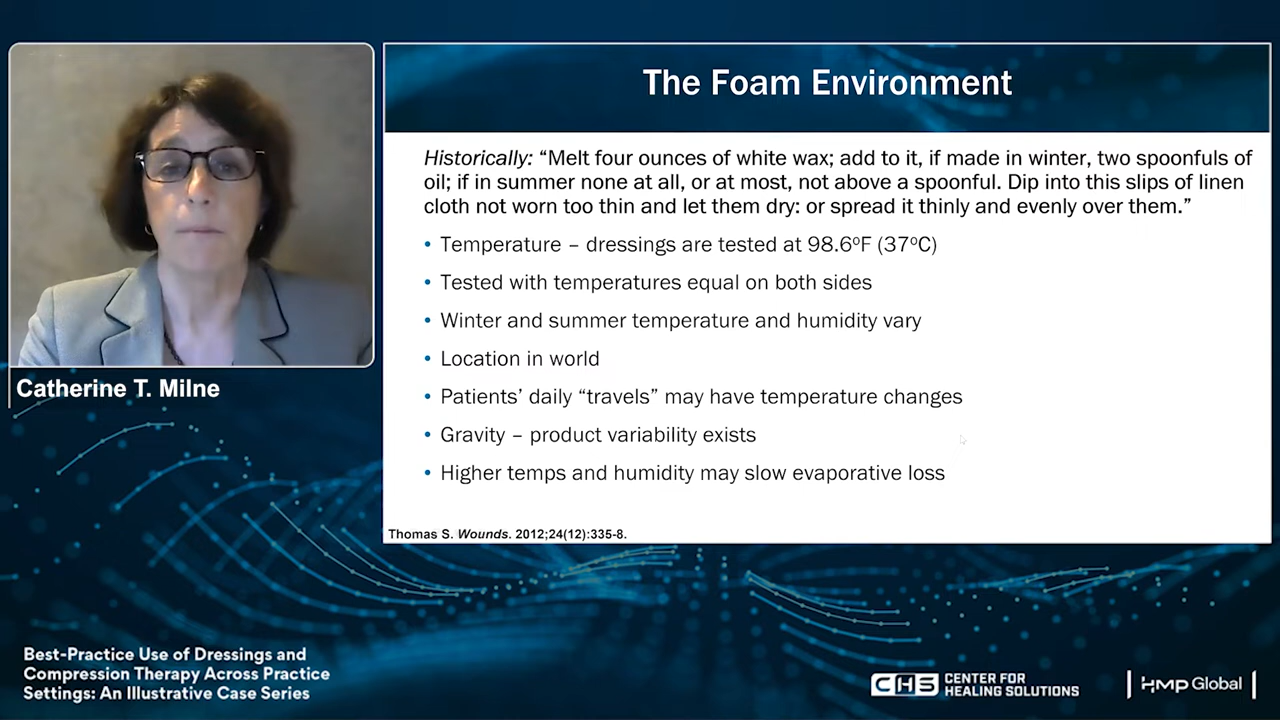 The Foam Environment
Historically: “Melt four ounces of white wax; add to it, if made in winter, two spoonfuls of
oil; if in summer none at all, or at most, not above a spoonful. Dip into this slips of linen
cloth not worn too thin and let them dry: or spread it thinly and evenly over them.”
• Temperature – dressings are tested at 98.6ºF (37ºC)
• Tested with temperatures equal on both sides
• Winter and summer temperature and humidity vary
• Location in world
• Patients’ daily “travels” may have temperature changes
• Gravity – product variability exists
• Higher temps and humidity may slow evaporative loss
Thomas S. Wounds. 2012;24(12):335-8.
Catherine T. Milne
Best-Practice Use of Dressings and
Compression Therapy Across Practice
Settings: An Illustrative Case Series
CHS CENTER FOR
HEALING SOLUTIONS
HMP Global